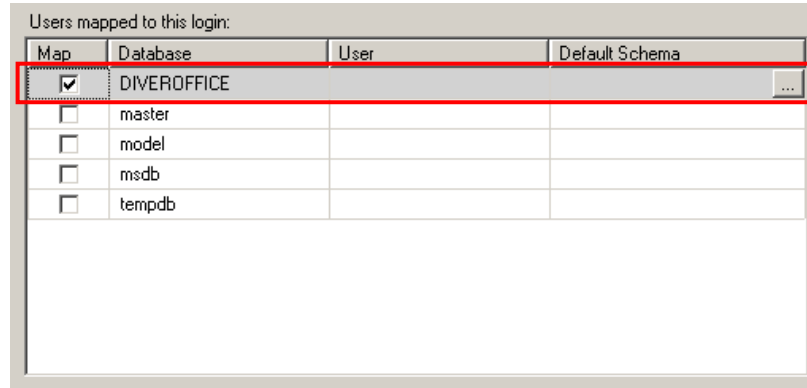 Users mapped to this login:
Map Database User Default Schema
DIVEROFFICE ...
master
model
msdb
tempdb